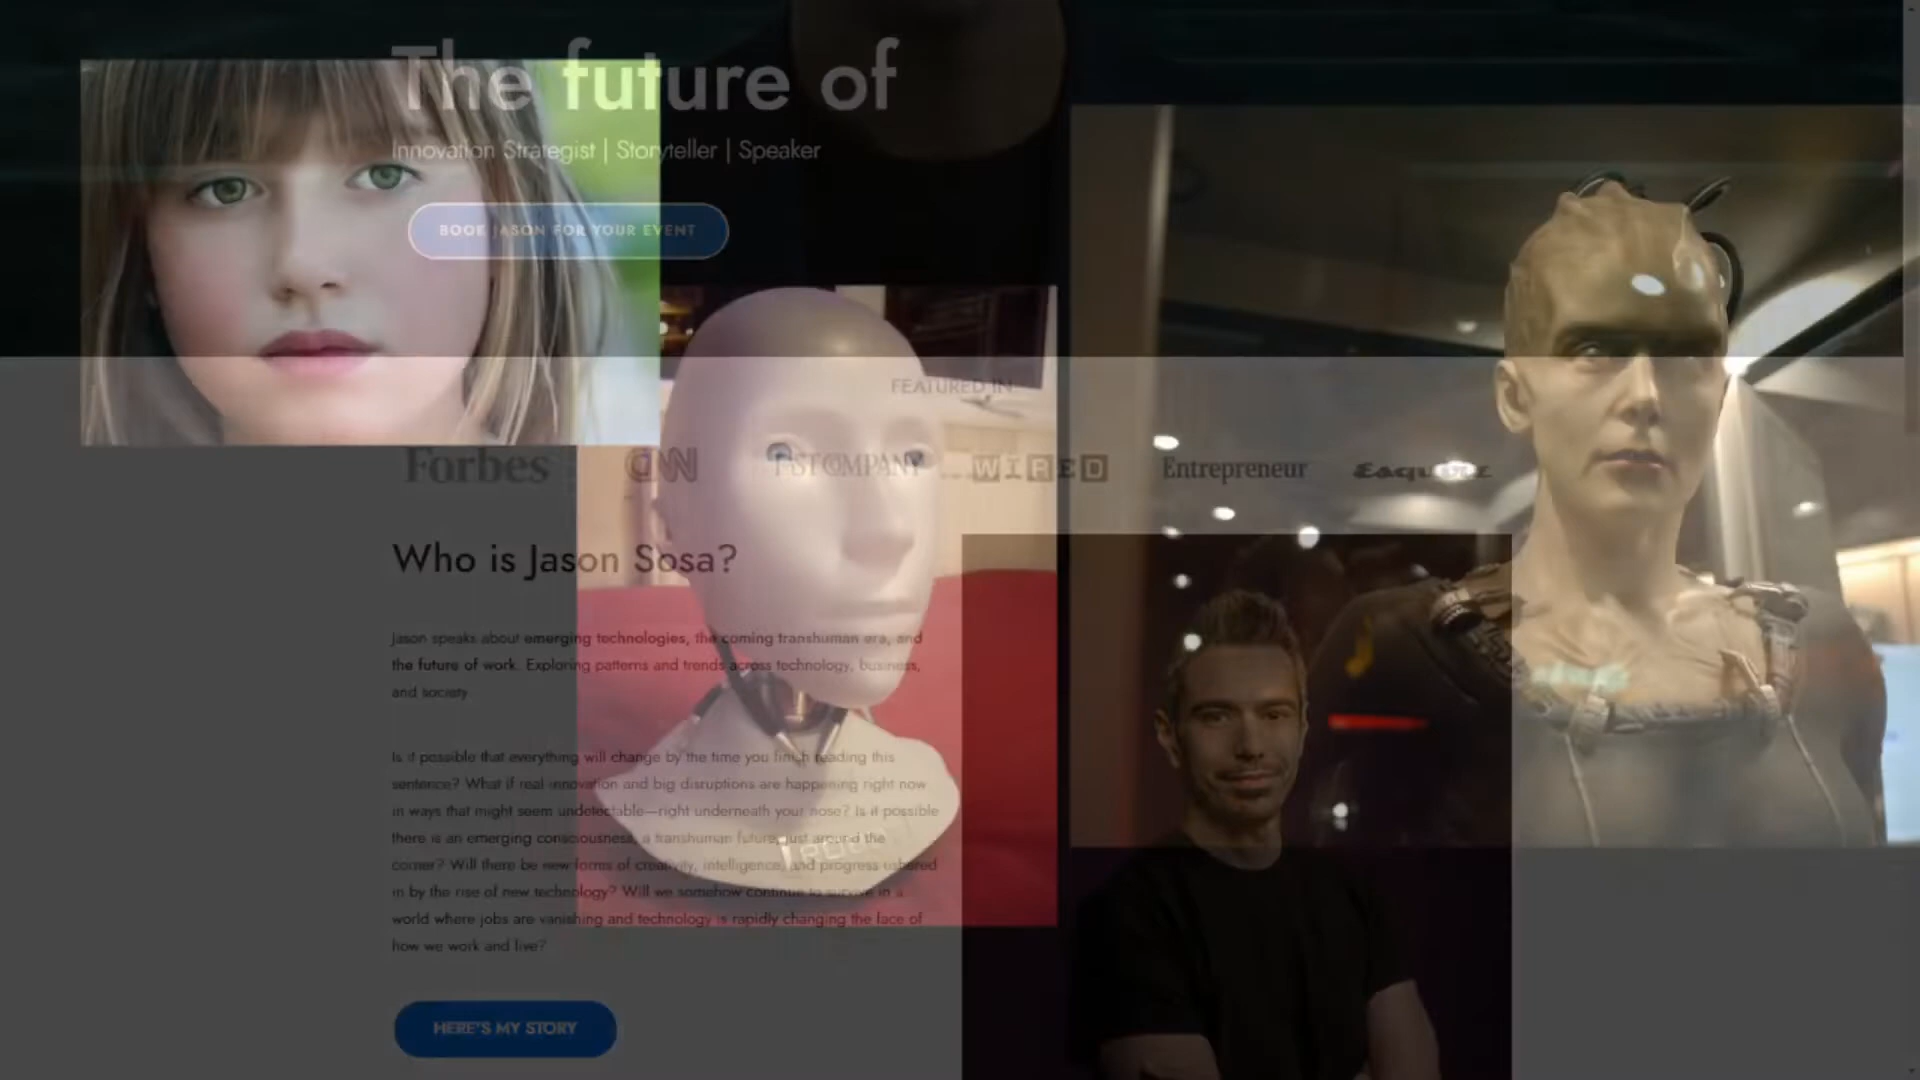 The future of
Innovation Strategist | Storyteller | Speaker
BOOK JASON FOR YOUR EVENT
FEATURED IN
Forbes
CNN
FAST COMPANY
WIRED
Entrepreneur
Esquire
Who is Jason Sosa?
Jason speaks about emerging technologies, the coming transhuman era, and
the future of work. Exploring patterns and trends across technology, business,
and society.
Is it possible that everything will change by the time you finish reading this
sentence? What if real innovation and big disruptions are happening right now
in ways that might seem undetectable—right underneath your nose? Is it possible
there is an emerging consciousness, a transhuman future, just around the
corner? Will there be new forms of creativity, intelligence, and progress ushered
in by the rise of new technology? Will we somehow continue to survive in a
world where jobs are vanishing and technology is rapidly changing the face of
how we work and live?
HERE'S MY STORY